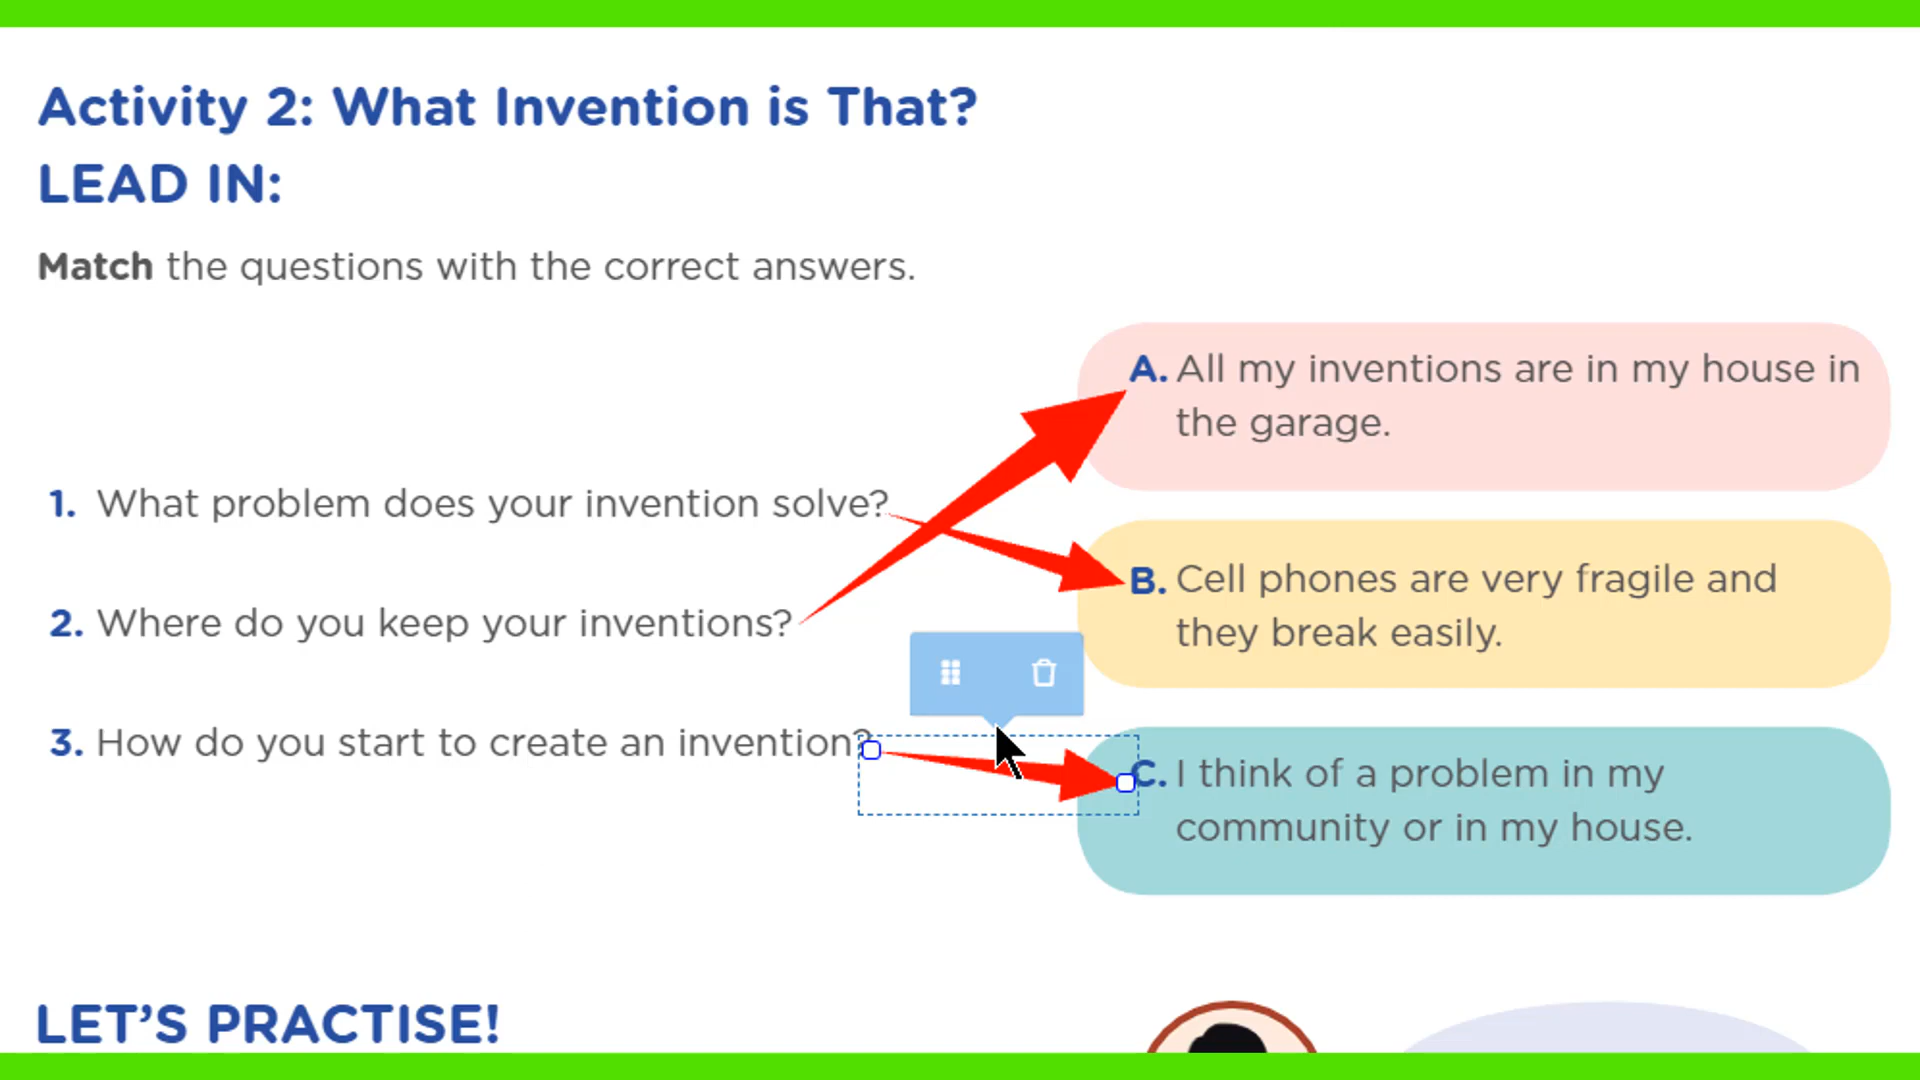 Activity 2: What Invention is That?
LEAD IN:
Match the questions with the correct answers.
1. What problem does your invention solve?
2. Where do you keep your inventions?
3. How do you start to create an invention?
A. All my inventions are in my house in
the garage.
B. Cell phones are very fragile and
they break easily.
C. I think of a problem in my
community or in my house.
LET'S PRACTISE!